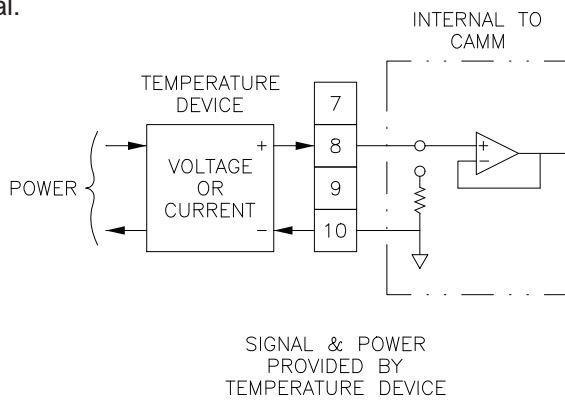 al.
INTERNAL TO
CAMM
TEMPERATURE
DEVICE
7
+
8
+
VOLTAGE
OR
CURRENT
−
POWER
9
−
10
SIGNAL & POWER
PROVIDED BY
TEMPERATURE DEVICE